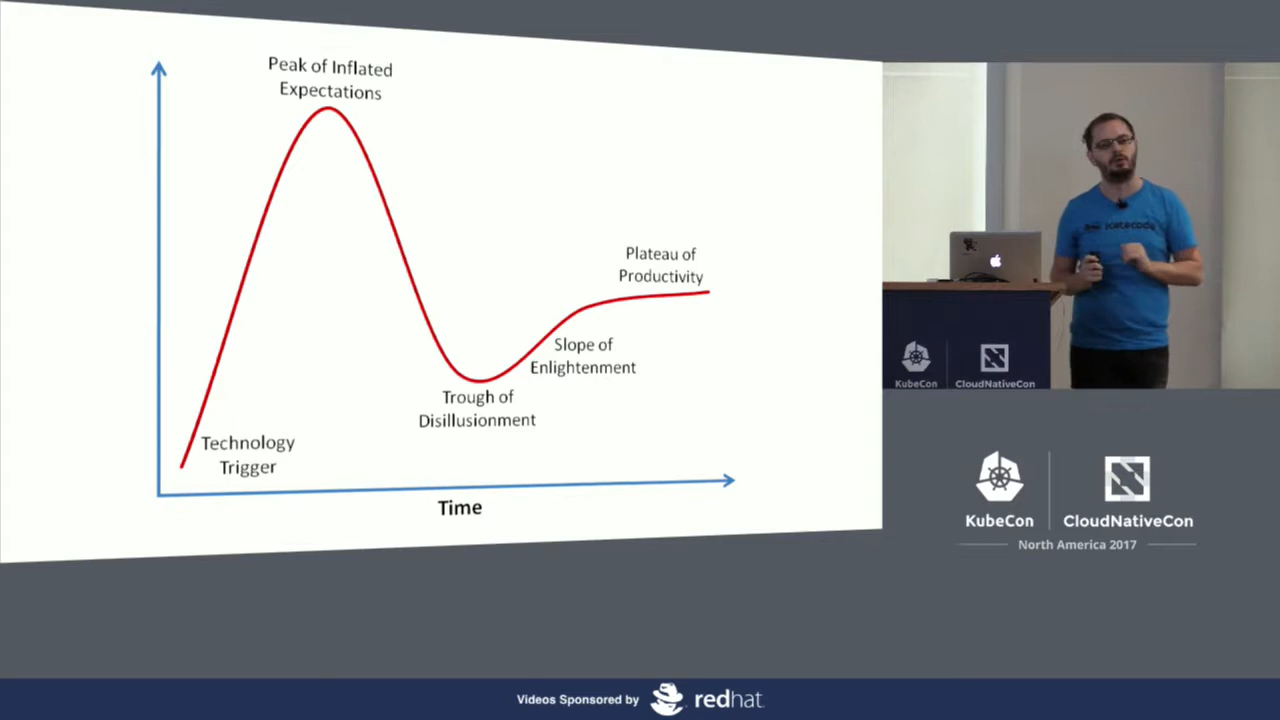 Peak of Inflated
Expectations
Plateau of
Productivity
Slope of
Enlightenment
Trough of
Disillusionment
Technology
Trigger
Time
KubeCon
CloudNativeCon
KubeCon
CloudNativeCon
North America 2017
Videos Sponsored by
redhat